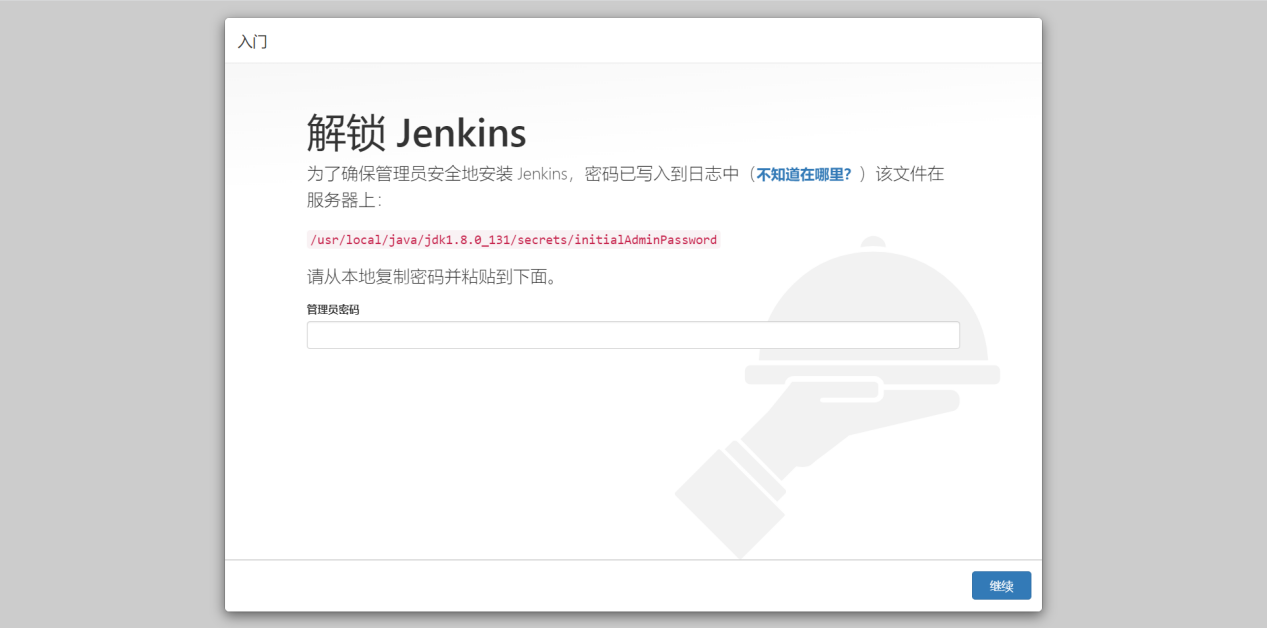 入门
解锁 Jenkins
为了确保管理员安全地安装 Jenkins，密码已写入到日志中（不知道在哪里？）该文件在
服务器上：
/usr/local/java/jdk1.8.0_131/secrets/initialAdminPassword
请从本地复制密码并粘贴到下面。
管理员密码
继续